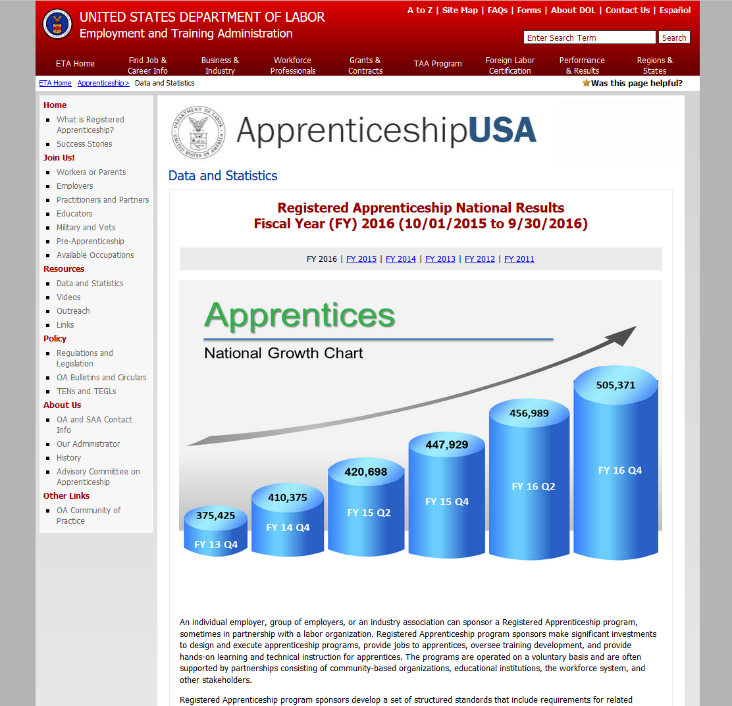 UNITED STATES DEPARTMENT OF LABOR
Employment and Training Administration
A to Z | Site Map | FAQs | Forms | About DOL | Contact Us | Español
Enter Search Term Search
ETA Home
Find Job &
Career Info
Business &
Industry
Workforce
Professionals
Grants &
Contracts
TAA Program
Foreign Labor
Certification
Performance
& Results
Regions &
States
ETA Home Apprenticeship> Data and Statistics
Was this page helpful?
Home
What is Registered
Apprenticeship?
Success Stories
Join Us!
Workers or Parents
Employers
Practitioners and Partners
Educators
Military and Vets
Pre-Apprenticeship
Available Occupations
Resources
Data and Statistics
Videos
Outreach
Links
Policy
Regulations and
Legislation
OA Bulletins and Circulars
TENs and TEGLs
About Us
OA and SAA Contact
Info
Our Administrator
History
Advisory Committee on
Apprenticeship
Other Links
OA Community of
Practice
ApprenticeshipUSA
Data and Statistics
Registered Apprenticeship National Results
Fiscal Year (FY) 2016 (10/01/2015 to 9/30/2016)
FY 2016 | FY 2015 | FY 2014 | FY 2013 | FY 2012 | FY 2011
Apprentices
National Growth Chart
375,425
FY 13 Q4
410,375
FY 14 Q4
420,698
FY 15 Q2
447,929
FY 15 Q4
456,989
FY 16 Q2
505,371
FY 16 Q4
An individual employer, group of employers, or an industry association can sponsor a Registered Apprenticeship program,
sometimes in partnership with a labor organization. Registered Apprenticeship program sponsors make significant investments
to design and execute apprenticeship programs, provide jobs to apprentices, oversee training development, and provide
hands-on learning and technical instruction for apprentices. The programs are operated on a voluntary basis and are often
supported by partnerships consisting of community-based organizations, educational institutions, the workforce system, and
other stakeholders.
Registered Apprenticeship program sponsors develop a set of structured standards that include requirements for related